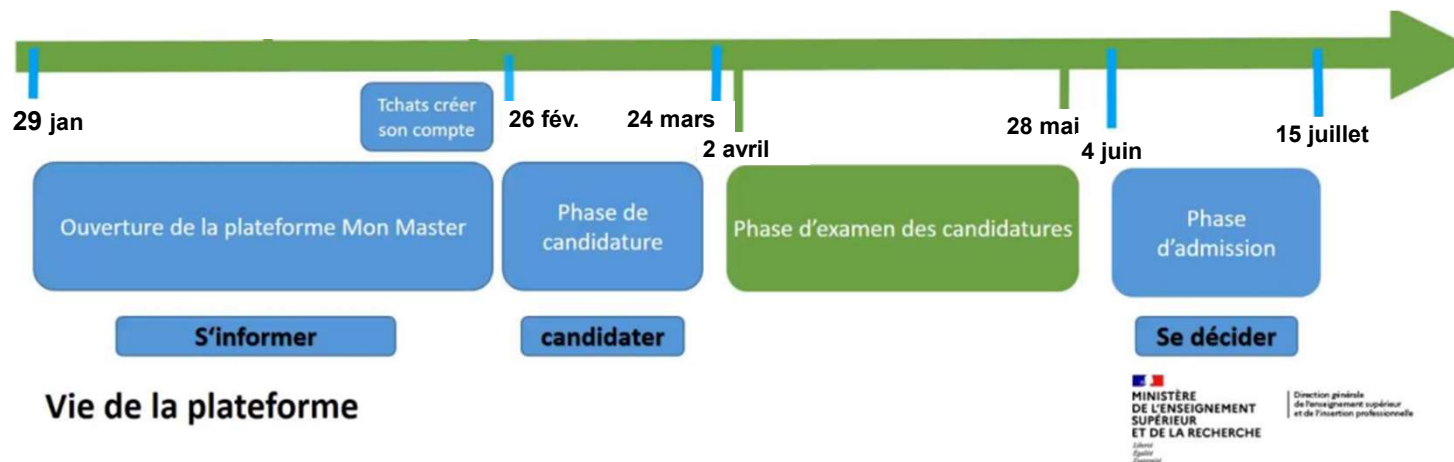 Tchats créer
son compte
29 jan
26 fév.
24 mars
2 avril
28 mai
4 juin
15 juillet
Ouverture de la plateforme Mon Master
Phase de
candidature
Phase d'examen des candidatures
Phase
d'admission
S'informer
candidater
Se décider
Vie de la plateforme
MINISTÈRE
DE L'ENSEIGNEMENT
SUPÉRIEUR
ET DE LA RECHERCHE
Liberté
Égalité
Fraternité
Direction générale
de l'enseignement supérieur
et de l'insertion professionnelle